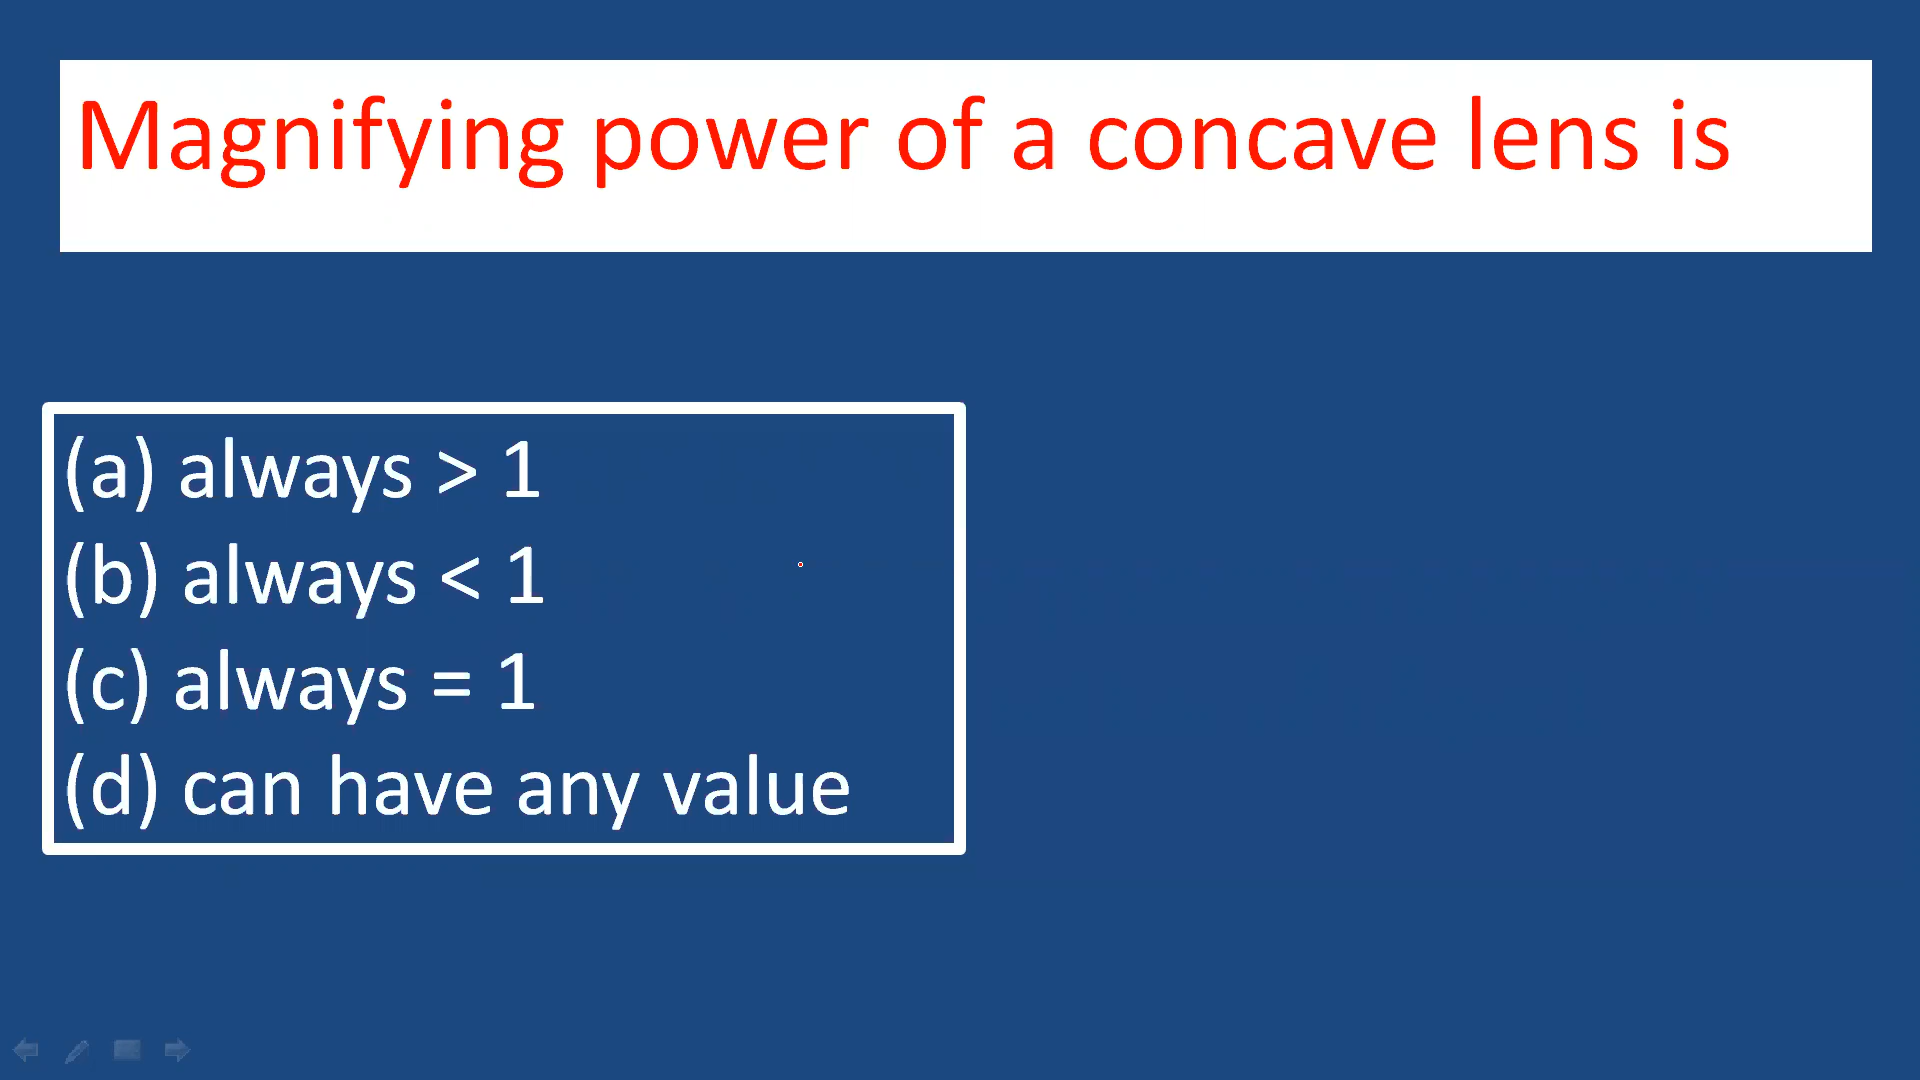 Magnifying power of a concave lens is
(a) always > 1
(b) always < 1
(c) always = 1
(d) can have any value